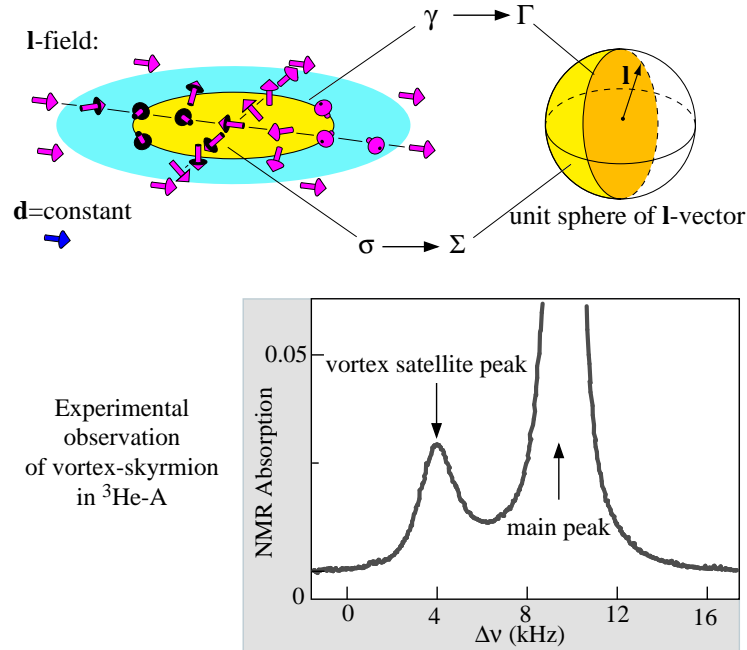 γ → Γ
l-field:
l
d=constant
unit sphere of l-vector
σ → Σ
0.05
vortex satellite peak
Experimental
observation
of vortex-skyrmion
in ³He-A
NMR Absorption
main peak
0
0 4 8 12 16
Δν (kHz)